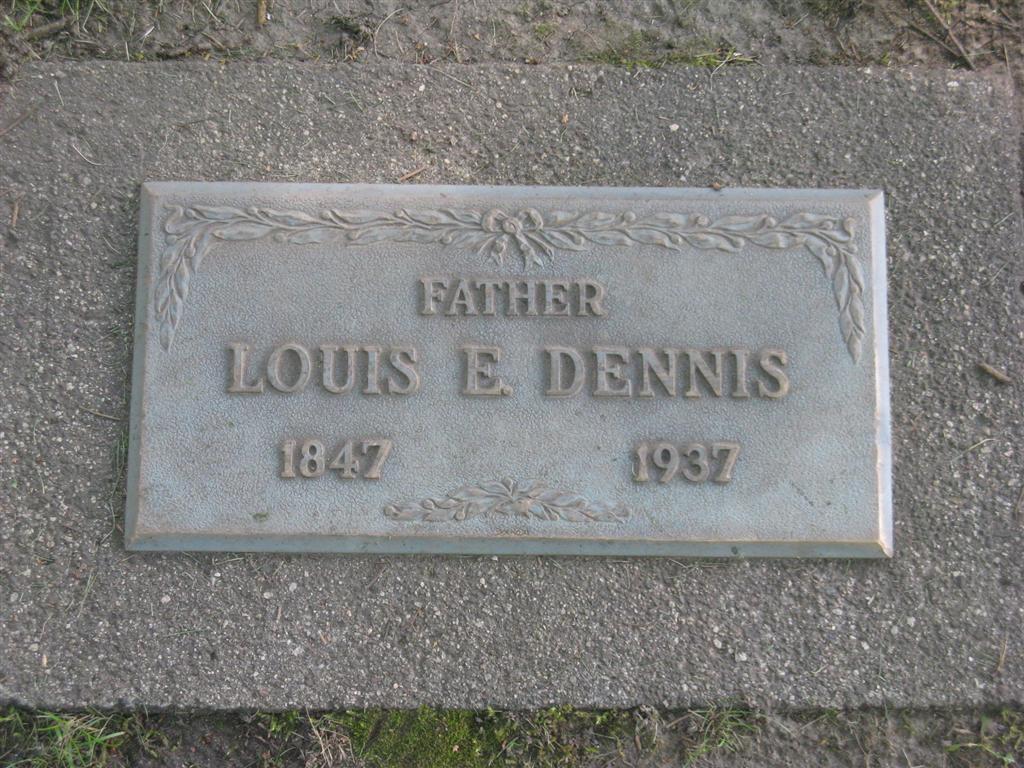 FATHER
LOUIS E. DENNIS
1847 1937